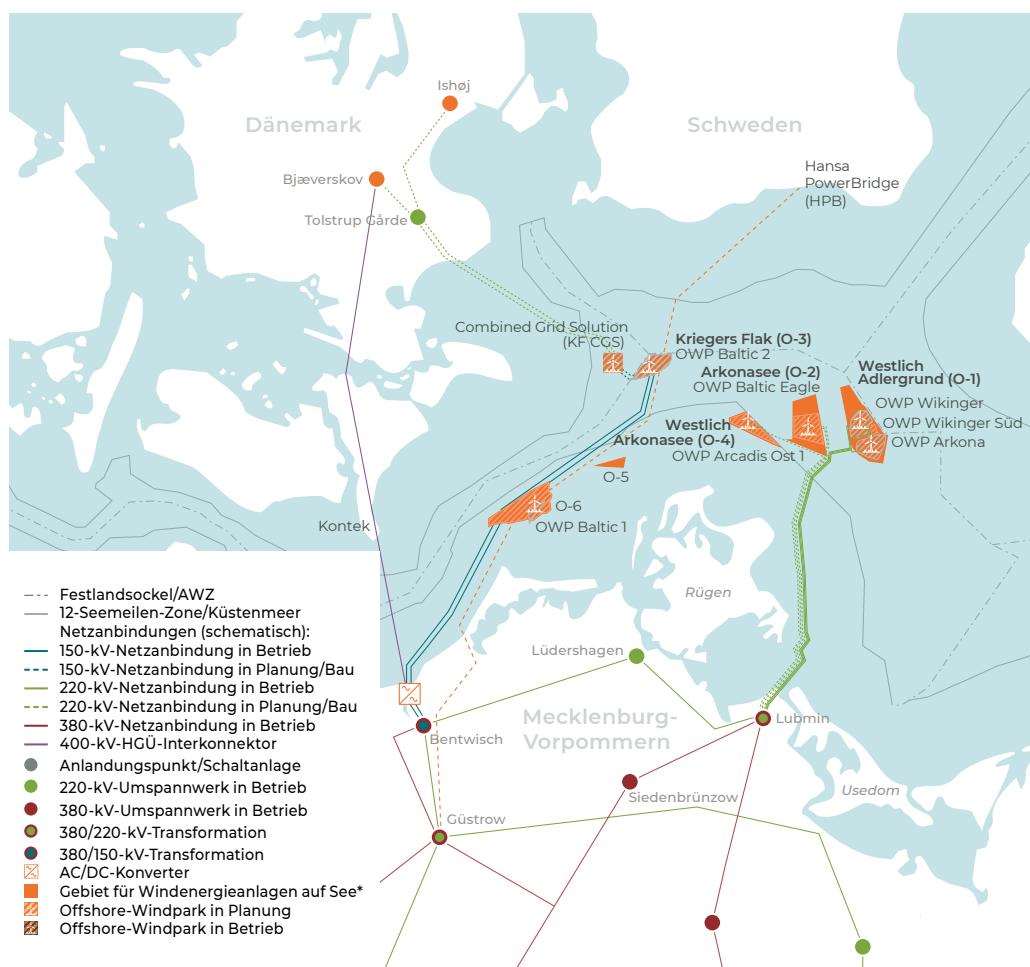 Ishøj
Dänemark
Schweden
Hansa
PowerBridge
(HPB)
Bjæverskov
Tolstrup Gårde
Combined Grid Solution
(KF CGS)
Kriegers Flak (O-3)
OWP Baltic 2
Arkonasee (O-2)
OWP Baltic Eagle
Westlich
Adlergrund (O-1)
OWP Wikinger
OWP Wikinger Süd
OWP Arkona
Westlich
Arkonasee (O-4)
OWP Arcadis Ost 1
O-5
O-6
OWP Baltic 1
Kontek
Rügen
Lüdershagen
Mecklenburg-
Vorpommern
Bentwisch
Lubmin
Usedom
Siedenbrünzow
Güstrow
Festlandsockel/AWZ
12-Seemeilen-Zone/Küstenmeer
Netzanbindungen (schematisch):
150-kV-Netzanbindung in Betrieb
150-kV-Netzanbindung in Planung/Bau
220-kV-Netzanbindung in Betrieb
220-kV-Netzanbindung in Planung/Bau
380-kV-Netzanbindung in Betrieb
400-kV-HGÜ-Interkonnektor
Anlandungspunkt/Schaltanlage
220-kV-Umspannwerk in Betrieb
380-kV-Umspannwerk in Betrieb
380/220-kV-Transformation
380/150-kV-Transformation
AC/DC-Konverter
Gebiet für Windenergieanlagen auf See*
Offshore-Windpark in Planung
Offshore-Windpark in Betrieb